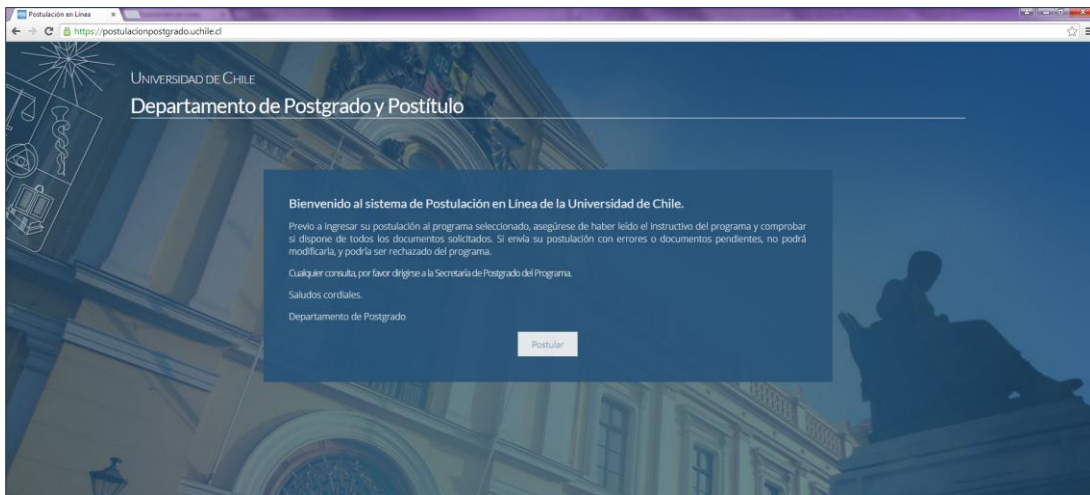 Postulación en Línea
https://postulacionpostgrado.uchile.cl
UNIVERSIDAD DE CHILE
Departamento de Postgrado y Postítulo
Bienvenido al sistema de Postulación en Línea de la Universidad de Chile.
Previo a ingresar su postulación al programa seleccionado, asegúrese de haber leído el instructivo del programa y comprobar
si dispone de todos los documentos solicitados. Si envía su postulación con errores o documentos pendientes, no podrá
modificarla, y podría ser rechazado del programa.
Cualquier consulta, por favor dirigirse a la Secretaría de Postgrado del Programa.
Saludos cordiales.
Departamento de Postgrado
Postular